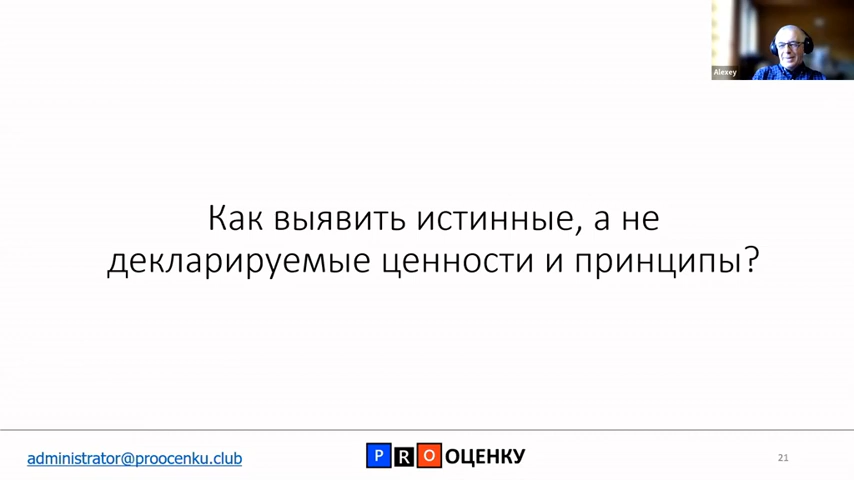 Alexey
Как выявить истинные, а не
декларируемые ценности и принципы?
administrator@proocenku.club
PRO ОЦЕНКУ
21